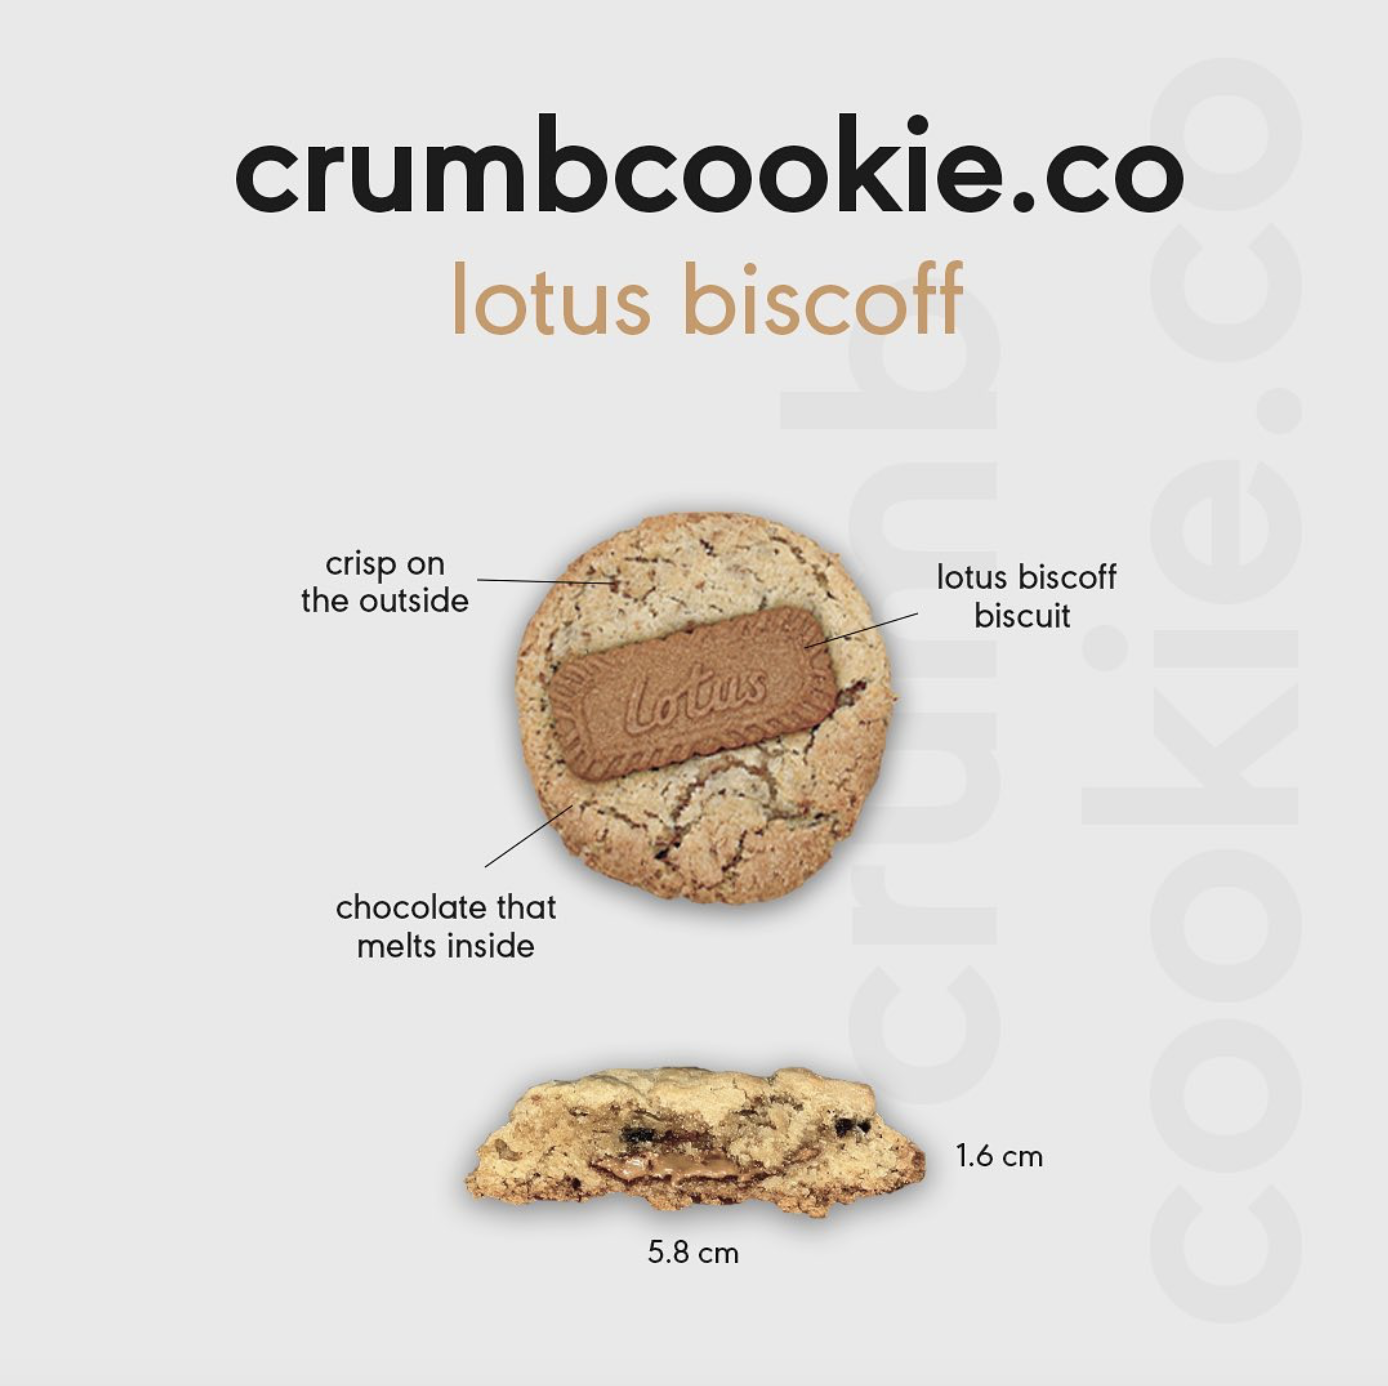 crumbcookie.co
lotus biscoff
crisp on
the outside
lotus biscoff
biscuit
Lotus
chocolate that
melts inside
1.6 cm
5.8 cm
crumb
cookie.co